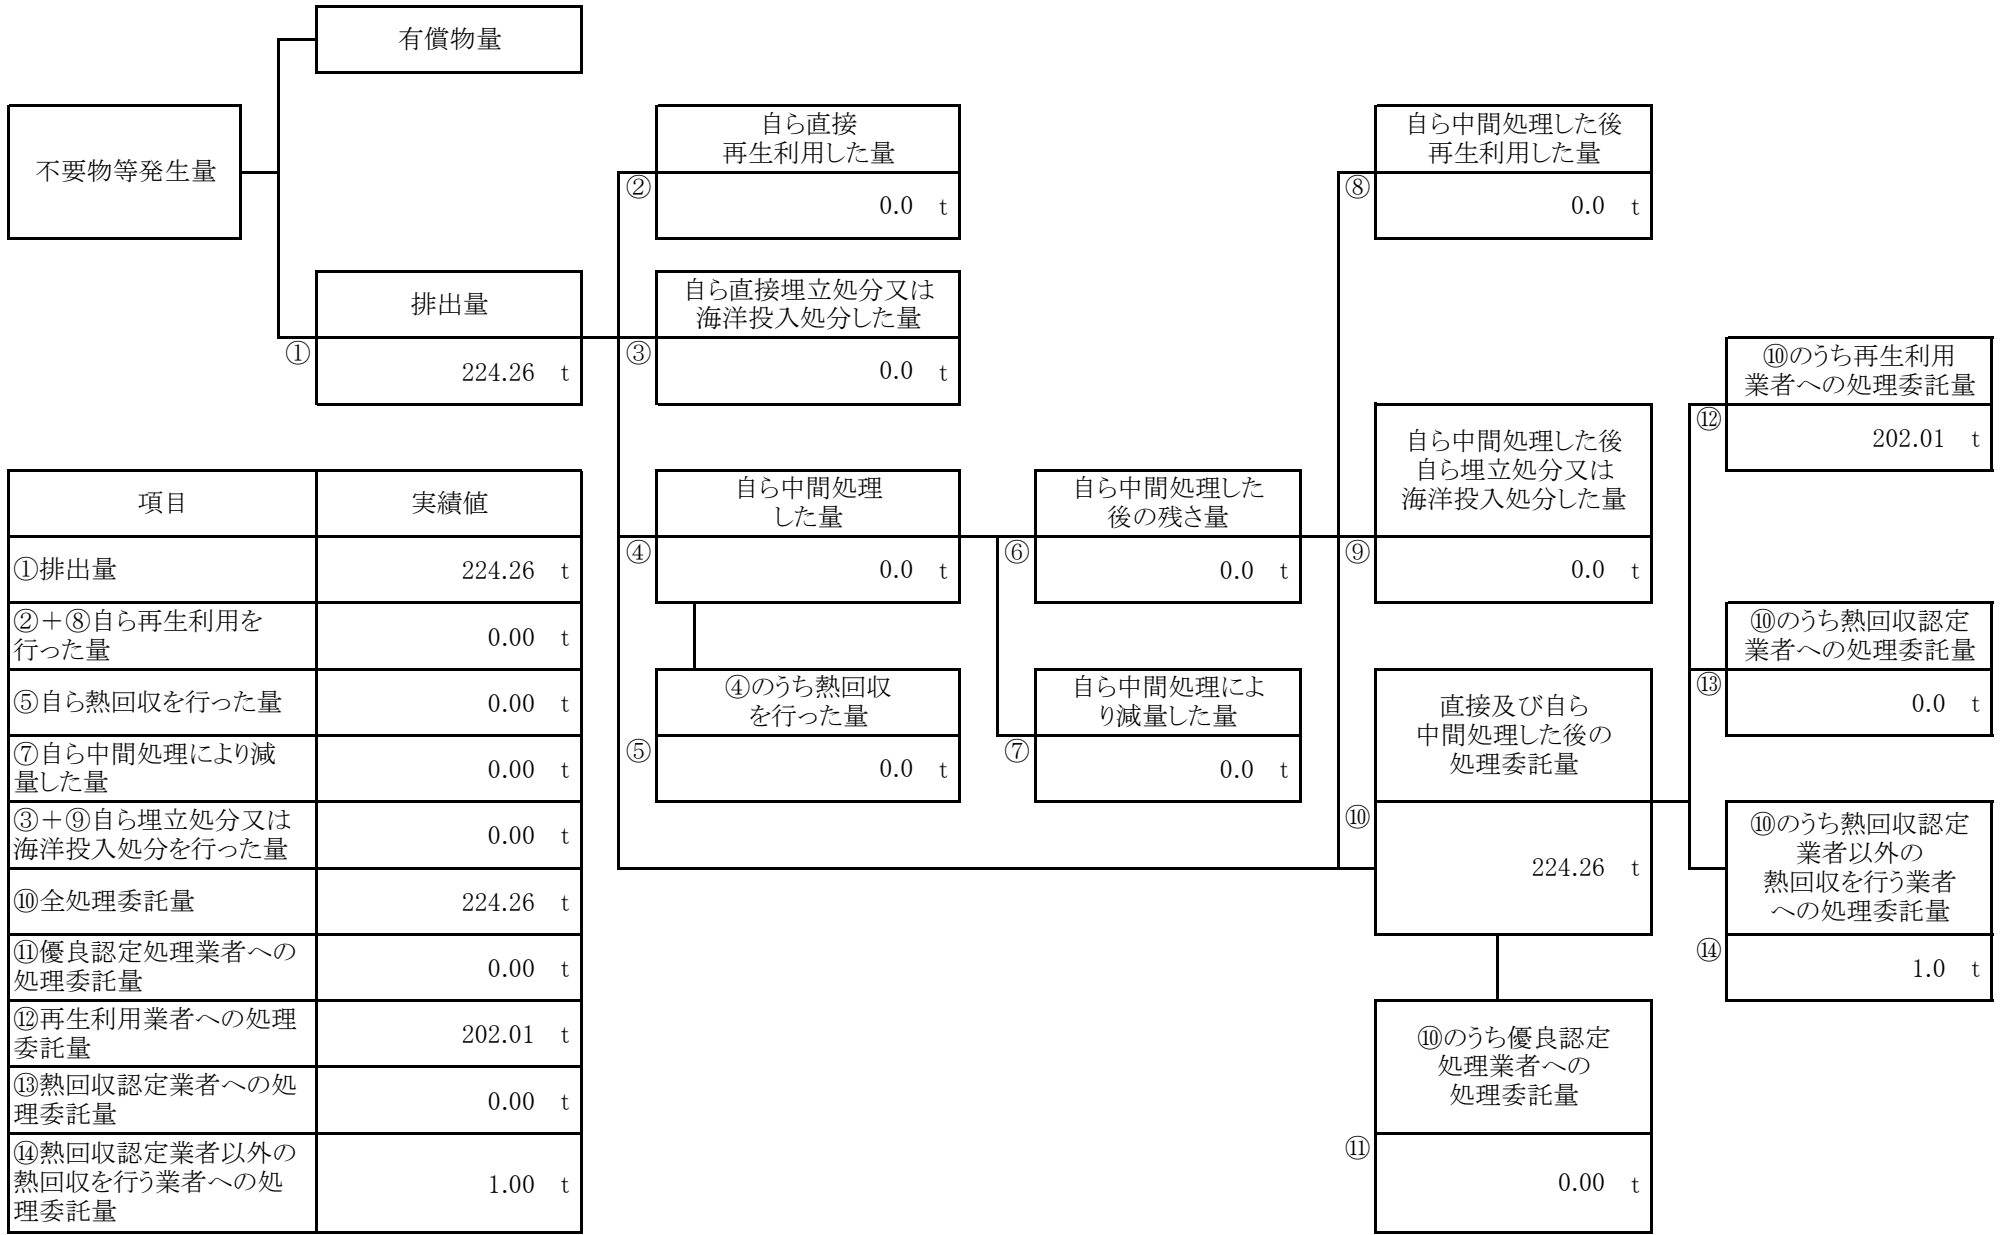 有償物量
不要物等発生量
排出量
①
224.26 t
自ら直接
再生利用した量
②
0.0 t
自ら直接埋立処分又は
海洋投入処分した量
③
0.0 t
自ら中間処理
した量
④
0.0 t
④のうち熱回収
を行った量
⑤
0.0 t
自ら中間処理した
後の残さ量
⑥
0.0 t
自ら中間処理によ
り減量した量
⑦
0.0 t
自ら中間処理した後
再生利用した量
⑧
0.0 t
自ら中間処理した後
自ら埋立処分又は
海洋投入処分した量
⑨
0.0 t
直接及び自ら
中間処理した後の
処理委託量
⑩
224.26 t
⑩のうち優良認定
処理業者への
処理委託量
⑪
0.00 t
⑩のうち再生利用
業者への処理委託量
⑫
202.01 t
⑩のうち熱回収認定
業者への処理委託量
⑬
0.0 t
⑩のうち熱回収認定
業者以外の
熱回収を行う業者
への処理委託量
⑭
1.0 t
項目 実績値
①排出量 224.26 t
②＋⑧自ら再生利用を
行った量 0.00 t
⑤自ら熱回収を行った量 0.00 t
⑦自ら中間処理により減
量した量 0.00 t
③＋⑨自ら埋立処分又は
海洋投入処分を行った量 0.00 t
⑩全処理委託量 224.26 t
⑪優良認定処理業者への
処理委託量 0.00 t
⑫再生利用業者への処理
委託量 202.01 t
⑬熱回収認定業者への処
理委託量 0.00 t
⑭熱回収認定業者以外の
熱回収を行う業者への処
理委託量 1.00 t